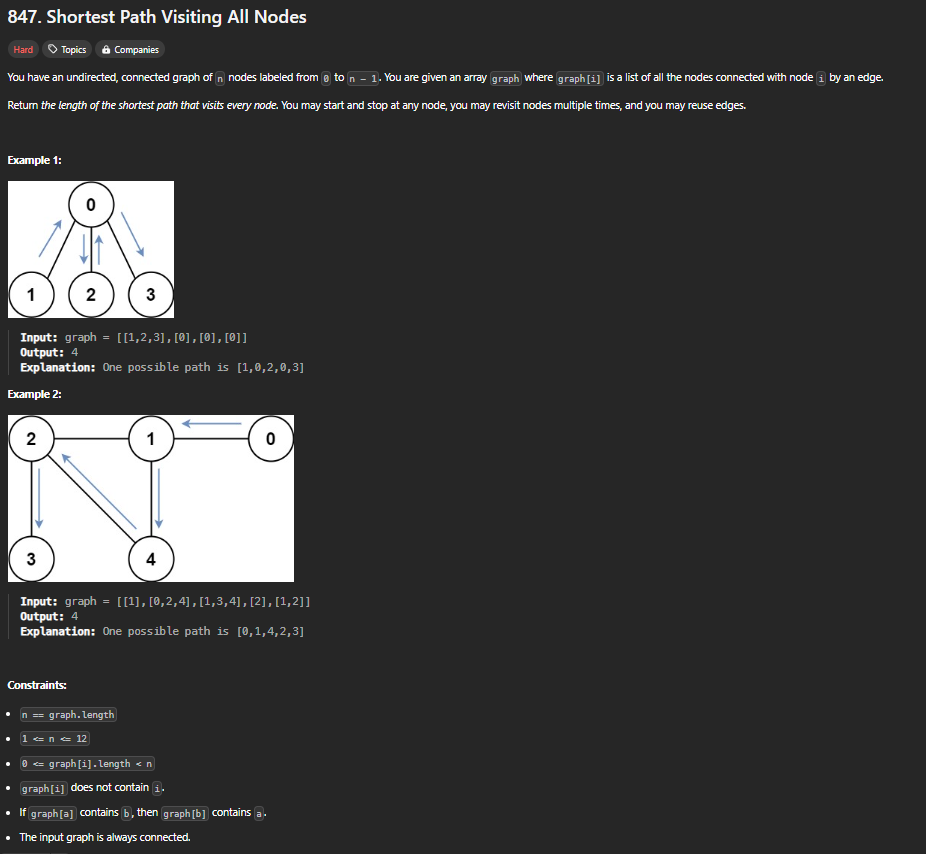 847. Shortest Path Visiting All Nodes
Hard Topics Companies
You have an undirected, connected graph of n nodes labeled from 0 to n - 1. You are given an array graph where graph[i] is a list of all the nodes connected with node i by an edge.
Return the length of the shortest path that visits every node. You may start and stop at any node, you may revisit nodes multiple times, and you may reuse edges.
Example 1:
0
1 2 3
Input: graph = [[1,2,3],[0],[0],[0]]
Output: 4
Explanation: One possible path is [1,0,2,0,3]
Example 2:
2 1 0
3 4
Input: graph = [[1],[0,2,4],[1,3,4],[2],[1,2]]
Output: 4
Explanation: One possible path is [0,1,4,2,3]
Constraints:
• n == graph.length
• 1 <= n <= 12
• 0 <= graph[i].length < n
• graph[i] does not contain i.
• If graph[a] contains b, then graph[b] contains a.
• The input graph is always connected.